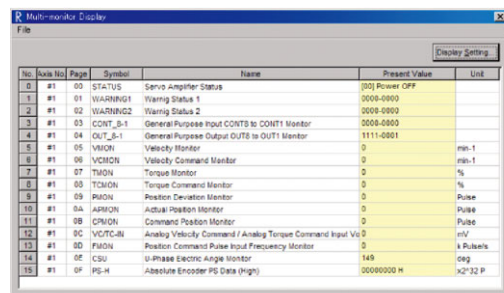 R Multi-monitor Display
File
Display Setting...
No. Axis No. Page Symbol Name Present Value Unit
0 #1 00 STATUS Servo Amplifier Status [00] Power OFF
1 #1 01 WARNING1 Warnig Status 1 0000-0000
2 #1 02 WARNING2 Warnig Status 2 0000-0000
3 #1 03 CONT_8-1 General Purpose Input CONT8 to CONT1 Monitor 0000-0000
4 #1 04 OUT_8-1 General Purpose Output OUT8 to OUT1 Monitor 1111-0001
5 #1 05 VMON Velocity Monitor 0 min-1
6 #1 06 VCMON Velocity Command Monitor 0 min-1
7 #1 07 TMON Torque Monitor 0 %
8 #1 08 TCMON Torque Command Monitor 0 %
9 #1 09 PMON Position Deviation Monitor 0 Pulse
10 #1 0A APMON Actual Position Monitor 0 Pulse
11 #1 0B CPMON Command Position Monitor 0 Pulse
12 #1 0C VC/TC-IN Analog Velocity Command / Analog Torque Command Input Vo 0 mV
13 #1 0D FMON Position Command Pulse Input Frequency Monitor 0 k Pulse/s
14 #1 0E CSU U-Phase Electric Angle Monitor 149 deg
15 #1 0F PS-H Absolute Encoder PS Data (High) 00000000 H x2^32 P